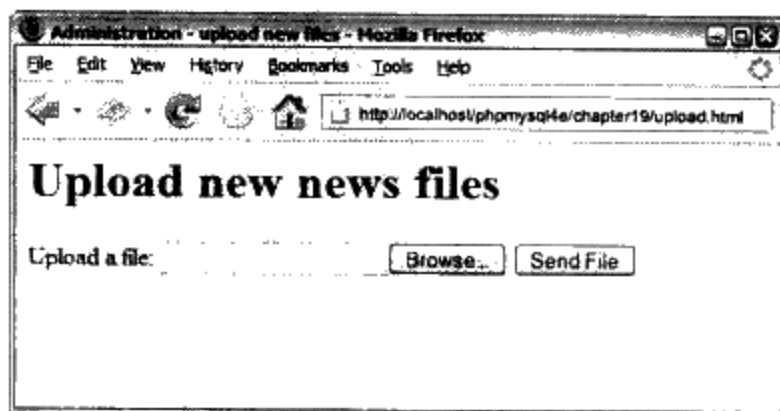 Administration - upload new files - Mozilla Firefox
File Edit View History Bookmarks Tools Help
http://localhost/phpmysql4e/chapter19/upload.html
Upload new news files
Upload a file: Browse... Send File